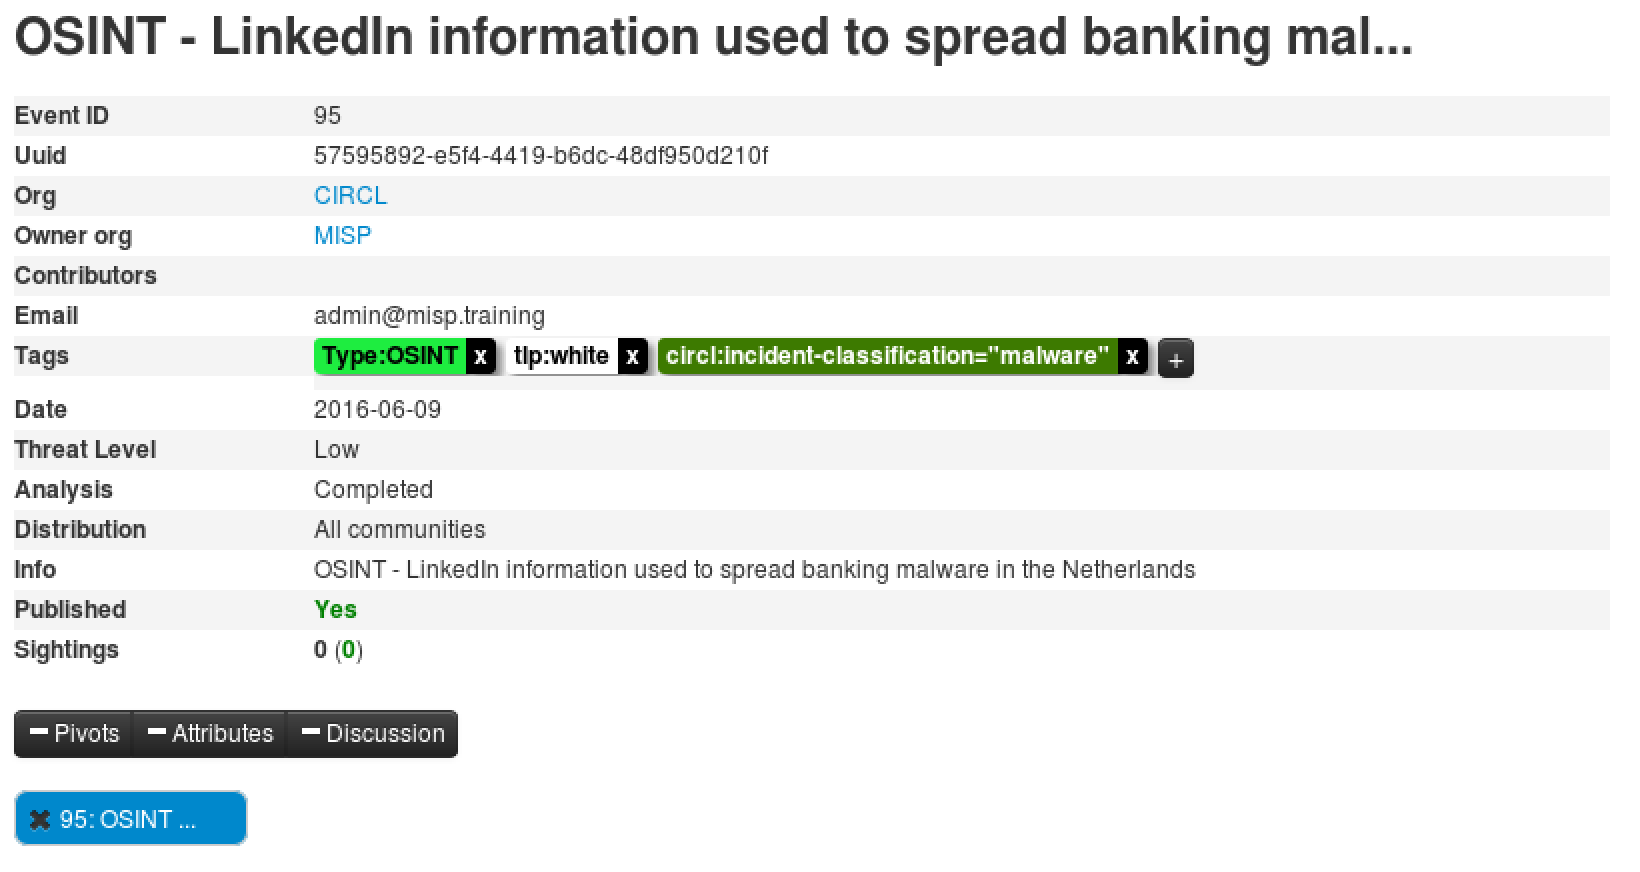 OSINT - LinkedIn information used to spread banking mal...
Event ID 95
Uuid 57595892-e5f4-4419-b6dc-48df950d210f
Org CIRCL
Owner org MISP
Contributors
Email admin@misp.training
Tags Type:OSINT x tlp:white x circl:incident-classification="malware" x +
Date 2016-06-09
Threat Level Low
Analysis Completed
Distribution All communities
Info OSINT - LinkedIn information used to spread banking malware in the Netherlands
Published Yes
Sightings 0 (0)
Pivots Attributes Discussion
95: OSINT ...